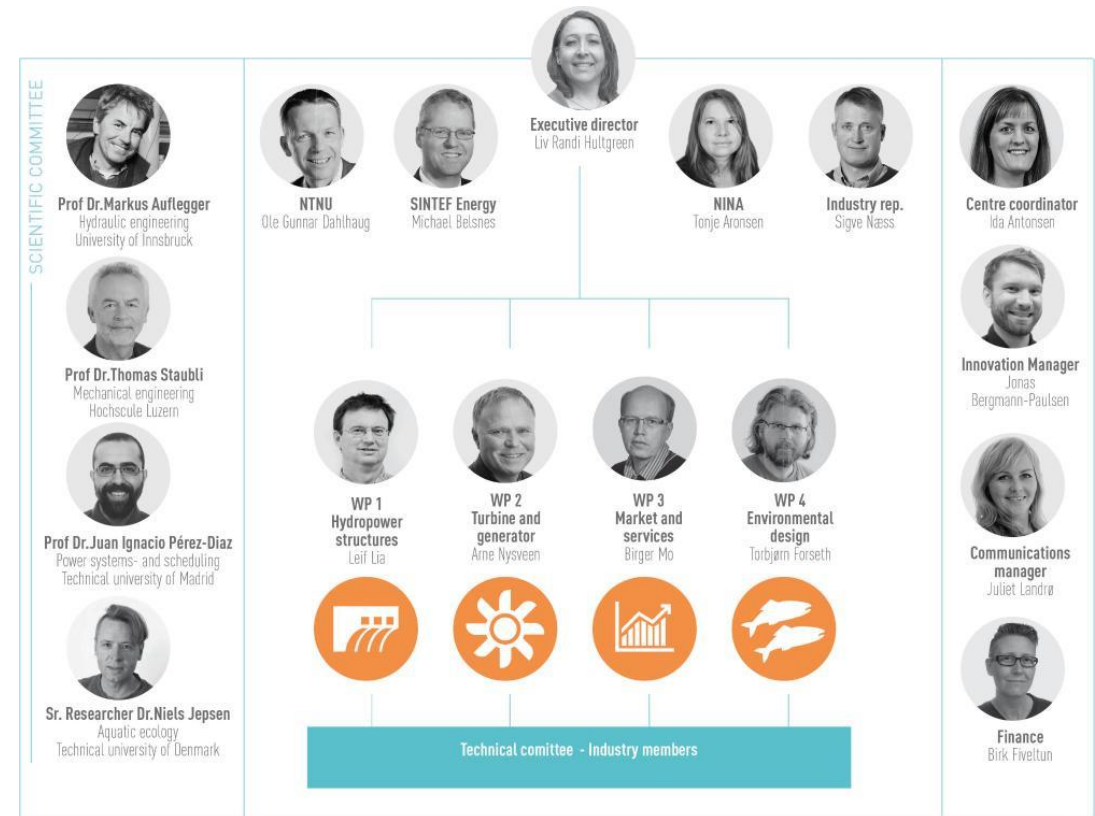 SCIENTIFIC COMMITTEE
Prof Dr.Markus Auflegger
Hydraulic engineering
University of Innsbruck
Prof Dr.Thomas Staubli
Mechanical engineering
Hochscule Luzern
Prof Dr.Juan Ignacio Pérez-Diaz
Power systems- and scheduling
Technical university of Madrid
Sr. Researcher Dr.Niels Jepsen
Aquatic ecology
Technical university of Denmark
Executive director
Liv Randi Hultgreen
NTNU
Ole Gunnar Dahlhaug
SINTEF Energy
Michael Belsnes
NINA
Tonje Aronsen
Industry rep.
Sigve Næss
WP 1
Hydropower
structures
Leif Lia
WP 2
Turbine and
generator
Arne Nysveen
WP 3
Market and
services
Birger Mo
WP 4
Environmental
design
Torbjørn Forseth
Technical comittee - Industry members
Centre coordinator
Ida Antonsen
Innovation Manager
Jonas
Bergmann-Paulsen
Communications
manager
Juliet Landrø
Finance
Birk Fiveltun